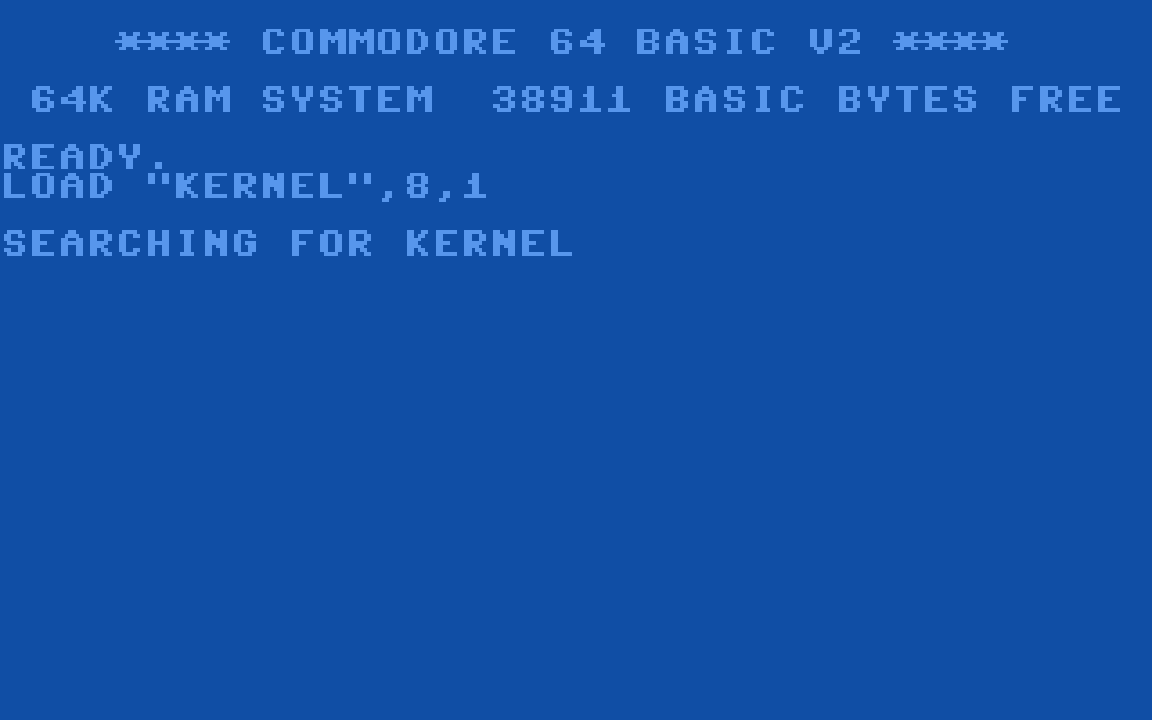 **** COMMODORE 64 BASIC V2 ****
64K RAM SYSTEM  38911 BASIC BYTES FREE
READY.
LOAD "KERNEL",8,1
SEARCHING FOR KERNEL